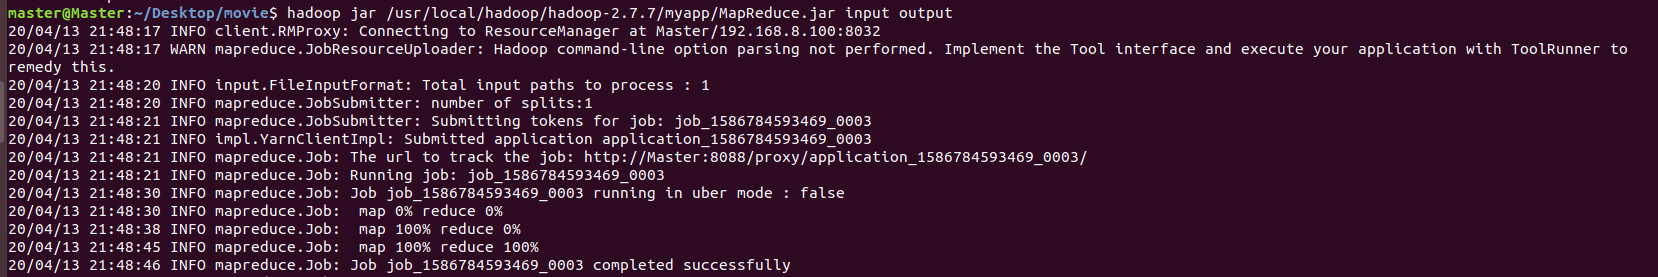 master@Master:~/Desktop/movie$ hadoop jar /usr/local/hadoop/hadoop-2.7.7/myapp/MapReduce.jar input output
20/04/13 21:48:17 INFO client.RMProxy: Connecting to ResourceManager at Master/192.168.8.100:8032
20/04/13 21:48:17 WARN mapreduce.JobResourceUploader: Hadoop command-line option parsing not performed. Implement the Tool interface and execute your application with ToolRunner to
remedy this.
20/04/13 21:48:20 INFO input.FileInputFormat: Total input paths to process : 1
20/04/13 21:48:20 INFO mapreduce.JobSubmitter: number of splits:1
20/04/13 21:48:21 INFO mapreduce.JobSubmitter: Submitting tokens for job: job_1586784593469_0003
20/04/13 21:48:21 INFO impl.YarnClientImpl: Submitted application application_1586784593469_0003
20/04/13 21:48:21 INFO mapreduce.Job: The url to track the job: http://Master:8088/proxy/application_1586784593469_0003/
20/04/13 21:48:21 INFO mapreduce.Job: Running job: job_1586784593469_0003
20/04/13 21:48:30 INFO mapreduce.Job: Job job_1586784593469_0003 running in uber mode : false
20/04/13 21:48:30 INFO mapreduce.Job:  map 0% reduce 0%
20/04/13 21:48:38 INFO mapreduce.Job:  map 100% reduce 0%
20/04/13 21:48:45 INFO mapreduce.Job:  map 100% reduce 100%
20/04/13 21:48:46 INFO mapreduce.Job: Job job_1586784593469_0003 completed successfully